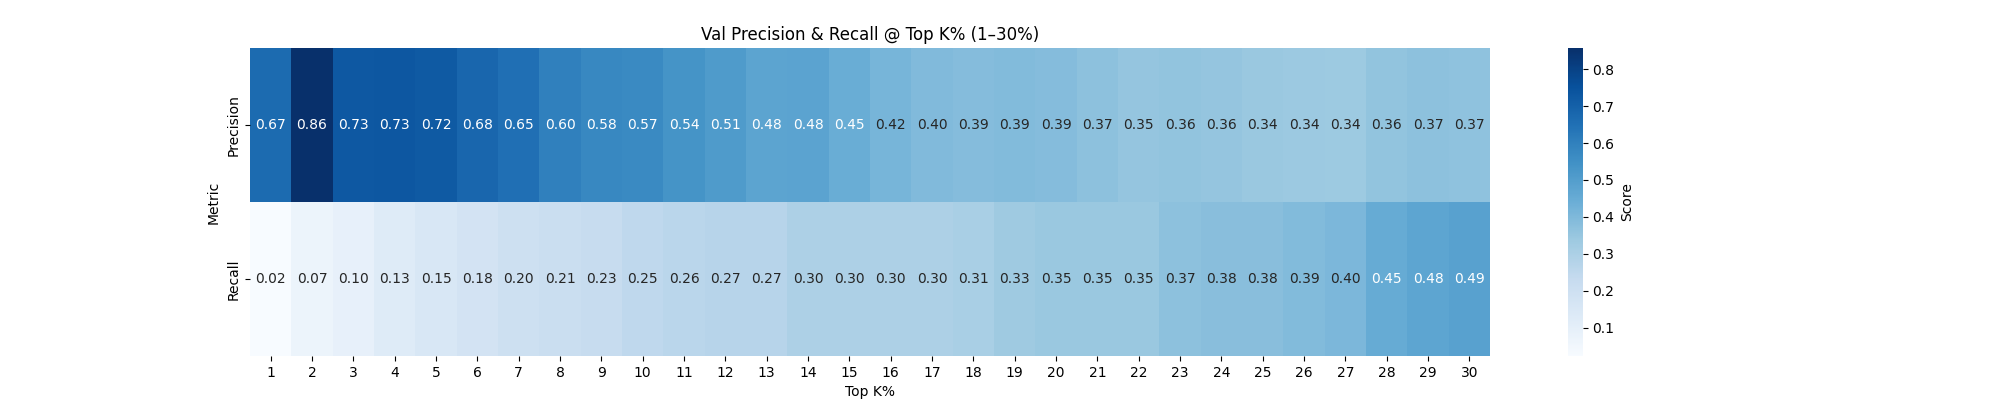 Val Precision & Recall @ Top K% (1–30%)
Metric
Precision
0.67 0.86 0.73 0.73 0.72 0.68 0.65 0.60 0.58 0.57 0.54 0.51 0.48 0.48 0.45 0.42 0.40 0.39 0.39 0.39 0.37 0.35 0.36 0.36 0.34 0.34 0.34 0.36 0.37 0.37
Recall
0.02 0.07 0.10 0.13 0.15 0.18 0.20 0.21 0.23 0.25 0.26 0.27 0.27 0.30 0.30 0.30 0.30 0.31 0.33 0.35 0.35 0.35 0.37 0.38 0.38 0.39 0.40 0.45 0.48 0.49
1 2 3 4 5 6 7 8 9 10 11 12 13 14 15 16 17 18 19 20 21 22 23 24 25 26 27 28 29 30
Top K%
0.8
0.7
0.6
0.5
0.4
0.3
0.2
0.1
Score